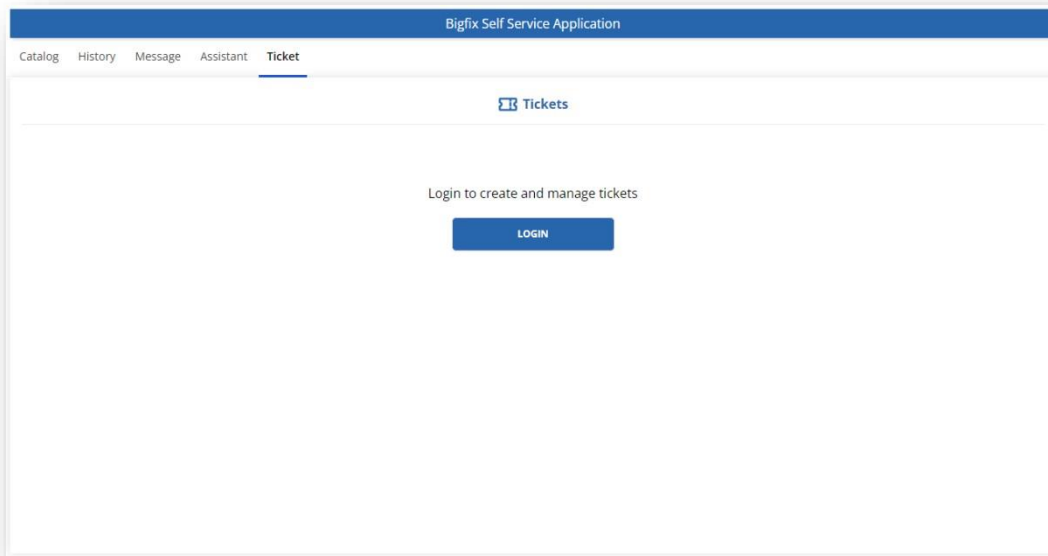 Bigfix Self Service Application
Catalog History Message Assistant Ticket
Tickets
Login to create and manage tickets
LOGIN